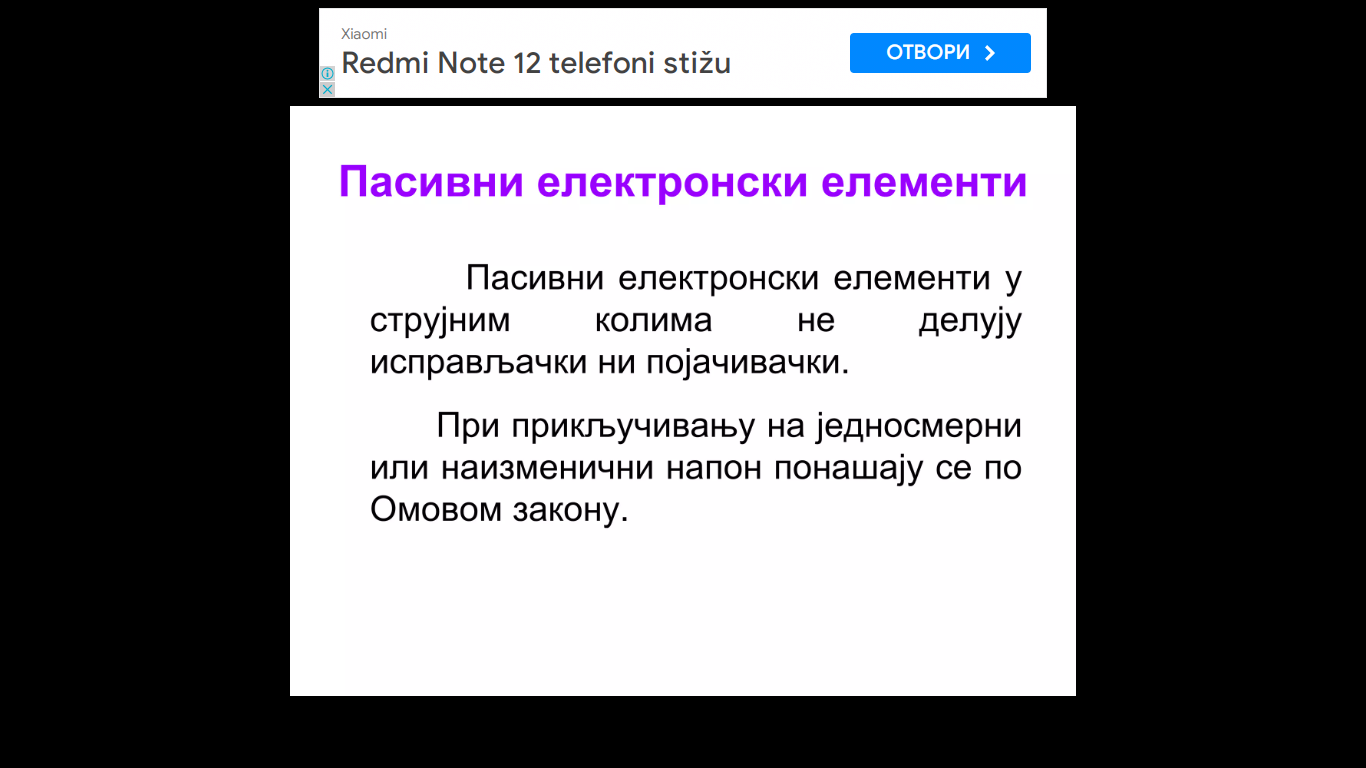 Xiaomi
Redmi Note 12 telefoni stižu
ОТВОРИ
Пасивни електронски елементи
Пасивни електронски елементи у
струјним колима не делују
исправљачки ни појачивачки.
При прикључивању на једносмерни
или наизменични напон понашају се по
Омовом закону.